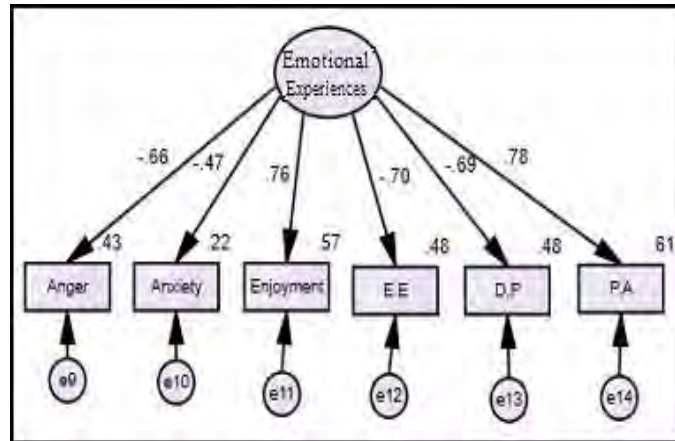 Emotional
Experiences
-.66
-.47
.76
-.70
-.69
.78
.43
.22
.57
.48
.48
61
Anger
Anxiety
Enjoyment
E.E
D.P
P.A
e9
e10
e11
e12
e13
e14